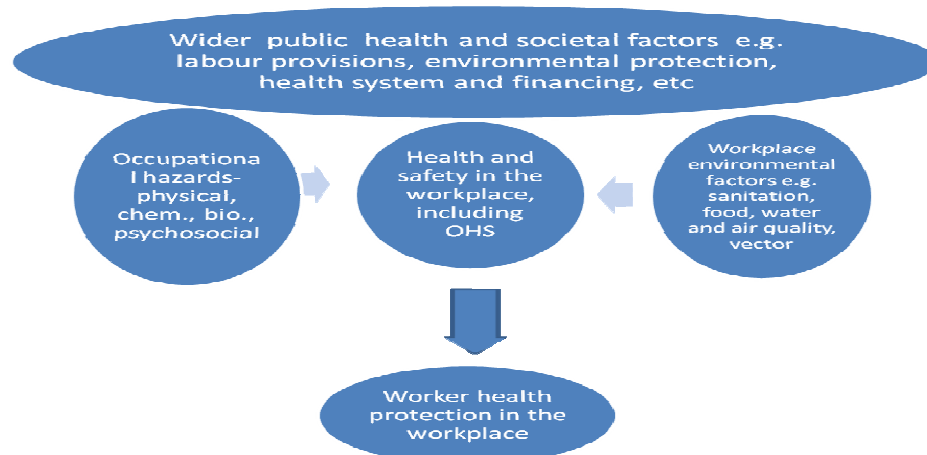 Wider public health and societal factors e.g.
labour provisions, environmental protection,
health system and financing, etc
Occupationa
l hazards-
physical,
chem., bio.,
psychosocial
Health and
safety in the
workplace,
including
OHS
Workplace
environmental
factors e.g.
sanitation,
food, water
and air quality,
vector
Worker health
protection in the
workplace